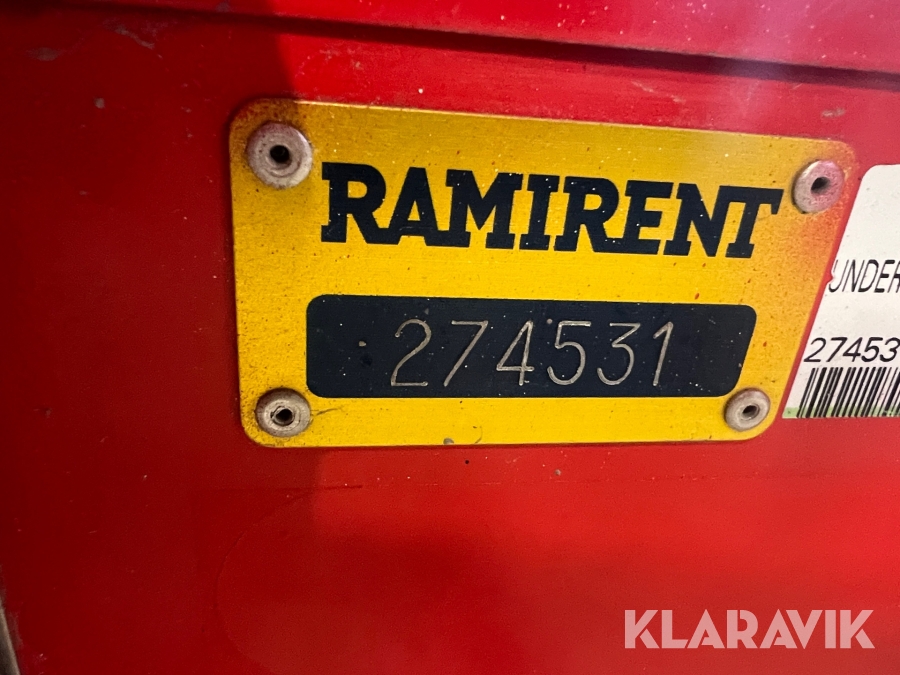 RAMIRENT
274531
UNDER
27453
KLARAVIK